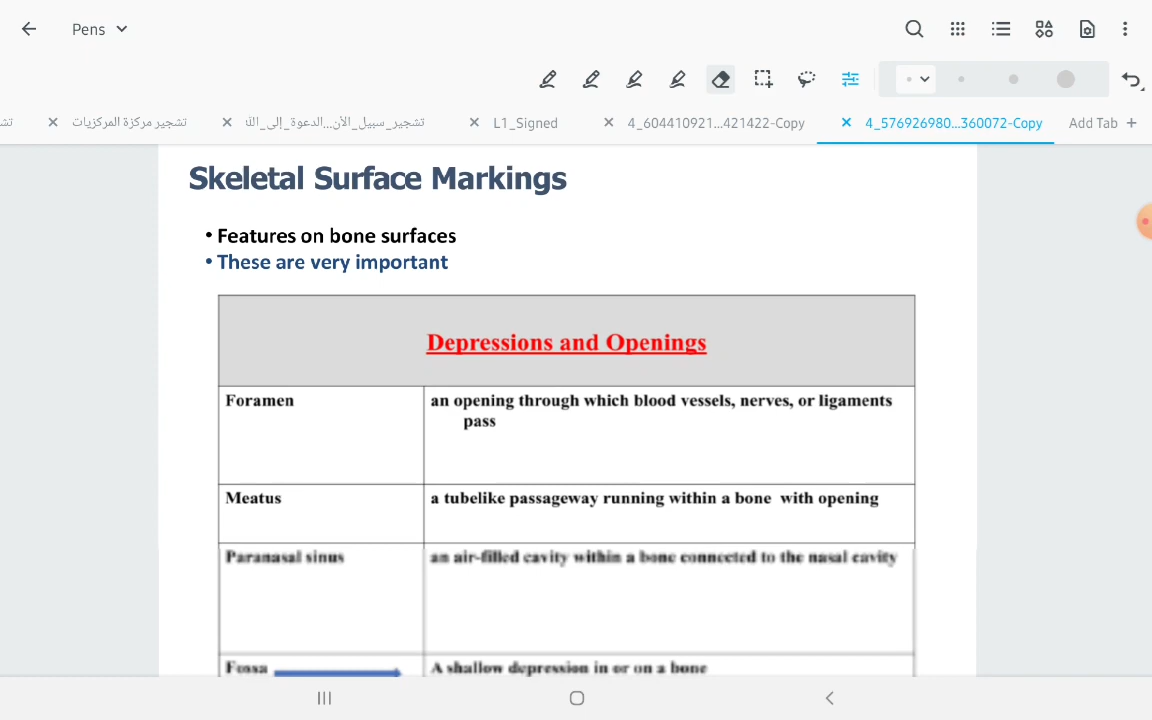 Pens
تشجير مركزة المركزيات
تشجير_سبيل_الأن...الدعوة_إلى_الله
L1_Signed
4_604410921...421422-Copy
4_576926980...360072-Copy
Add Tab +
Skeletal Surface Markings
• Features on bone surfaces
• These are very important
Depressions and Openings
Foramen
an opening through which blood vessels, nerves, or ligaments
pass
Meatus
a tubelike passageway running within a bone with opening
Paranasal sinus
an air-filled cavity within a bone connected to the nasal cavity
Fossa
A shallow depression in or on a bone